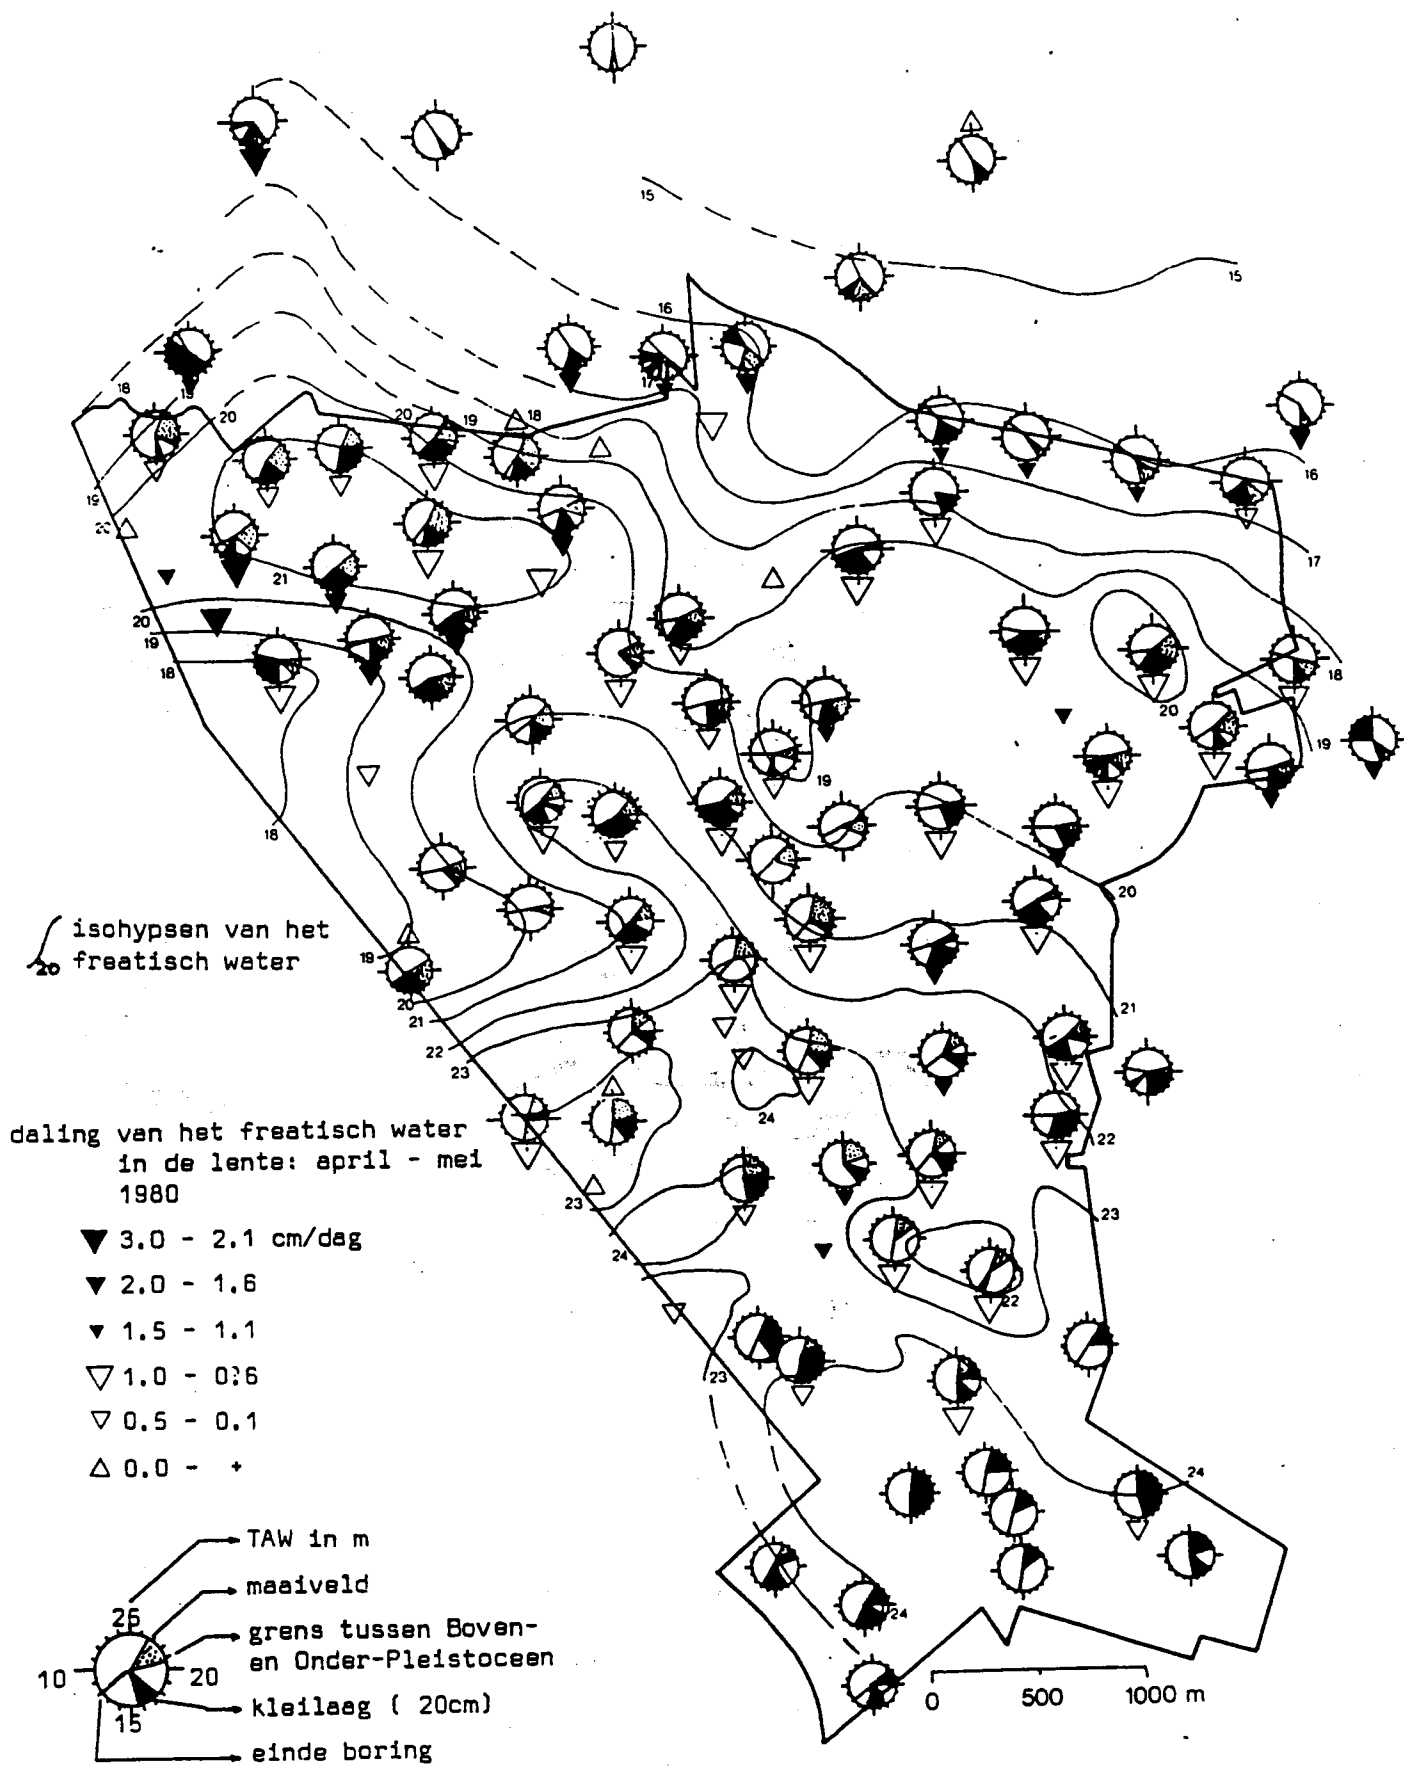 15
15
16
17
18
19
20
20
19
18
16
19
20
21
17
20
19
18
18
20
19
19
18
20
19
20
21
22
23
21
24
22
23
23
24
22
23
24
24
isohypsen van het
20 freatisch water
daling van het freatisch water
in de lente: april - mei
1980
3.0 - 2.1 cm/dag
2.0 - 1.6
1.5 - 1.1
1.0 - 0.6
0.5 - 0.1
0.0 - +
TAW in m
maaiveld
26
grens tussen Boven-
en Onder-Pleistoceen
10
20
kleilaag ( 20cm)
15
einde boring
0 500 1000 m